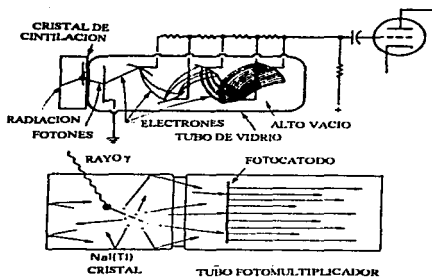 CRISTAL DE
CINTILACION
RADIACION
FOTONES
ELECTRONES
TUBO DE VIDRIO
ALTO VACIO
RAYO γ
FOTOCATODO
NaI(Tl)
CRISTAL
TUBO FOTOMULTIPLICADOR